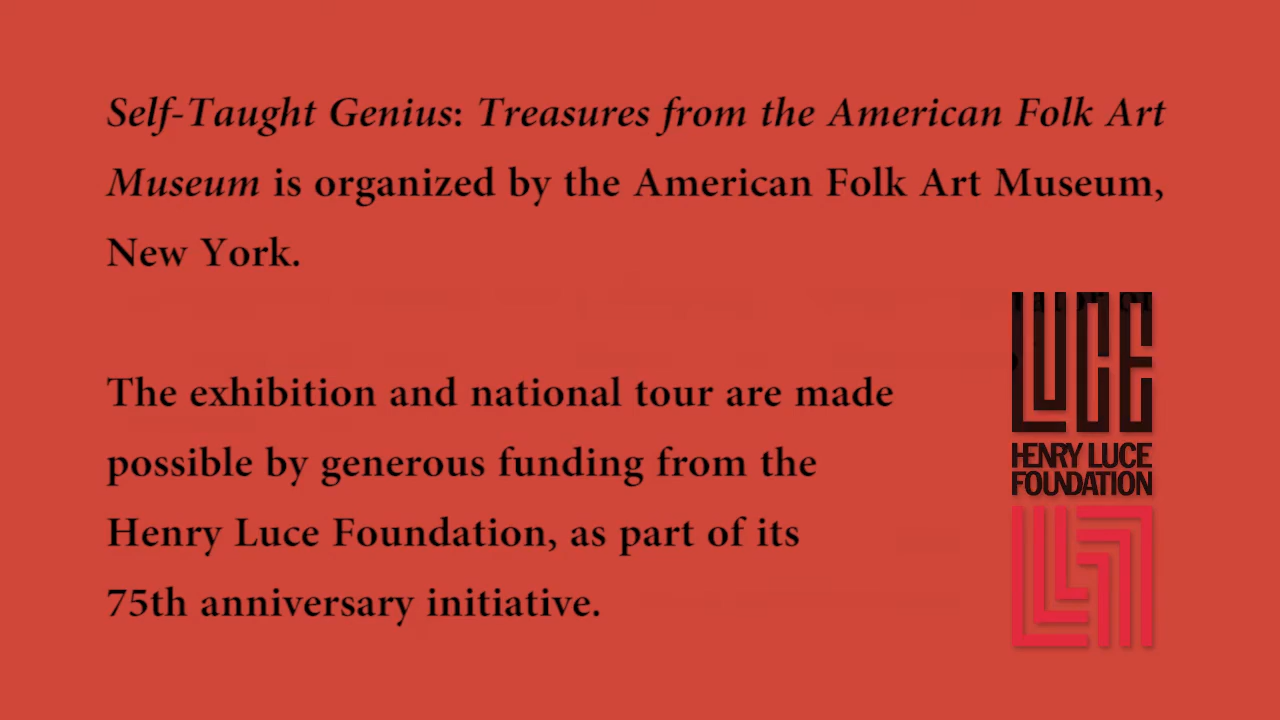 Self-Taught Genius: Treasures from the American Folk Art
Museum is organized by the American Folk Art Museum,
New York.
The exhibition and national tour are made
possible by generous funding from the
Henry Luce Foundation, as part of its
75th anniversary initiative.
LUCE
HENRY LUCE
FOUNDATION